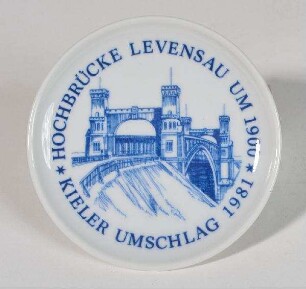 *HOCHBRÜCKE LEVENSAU UM 1900*
KIELER UMSCHLAG 1981